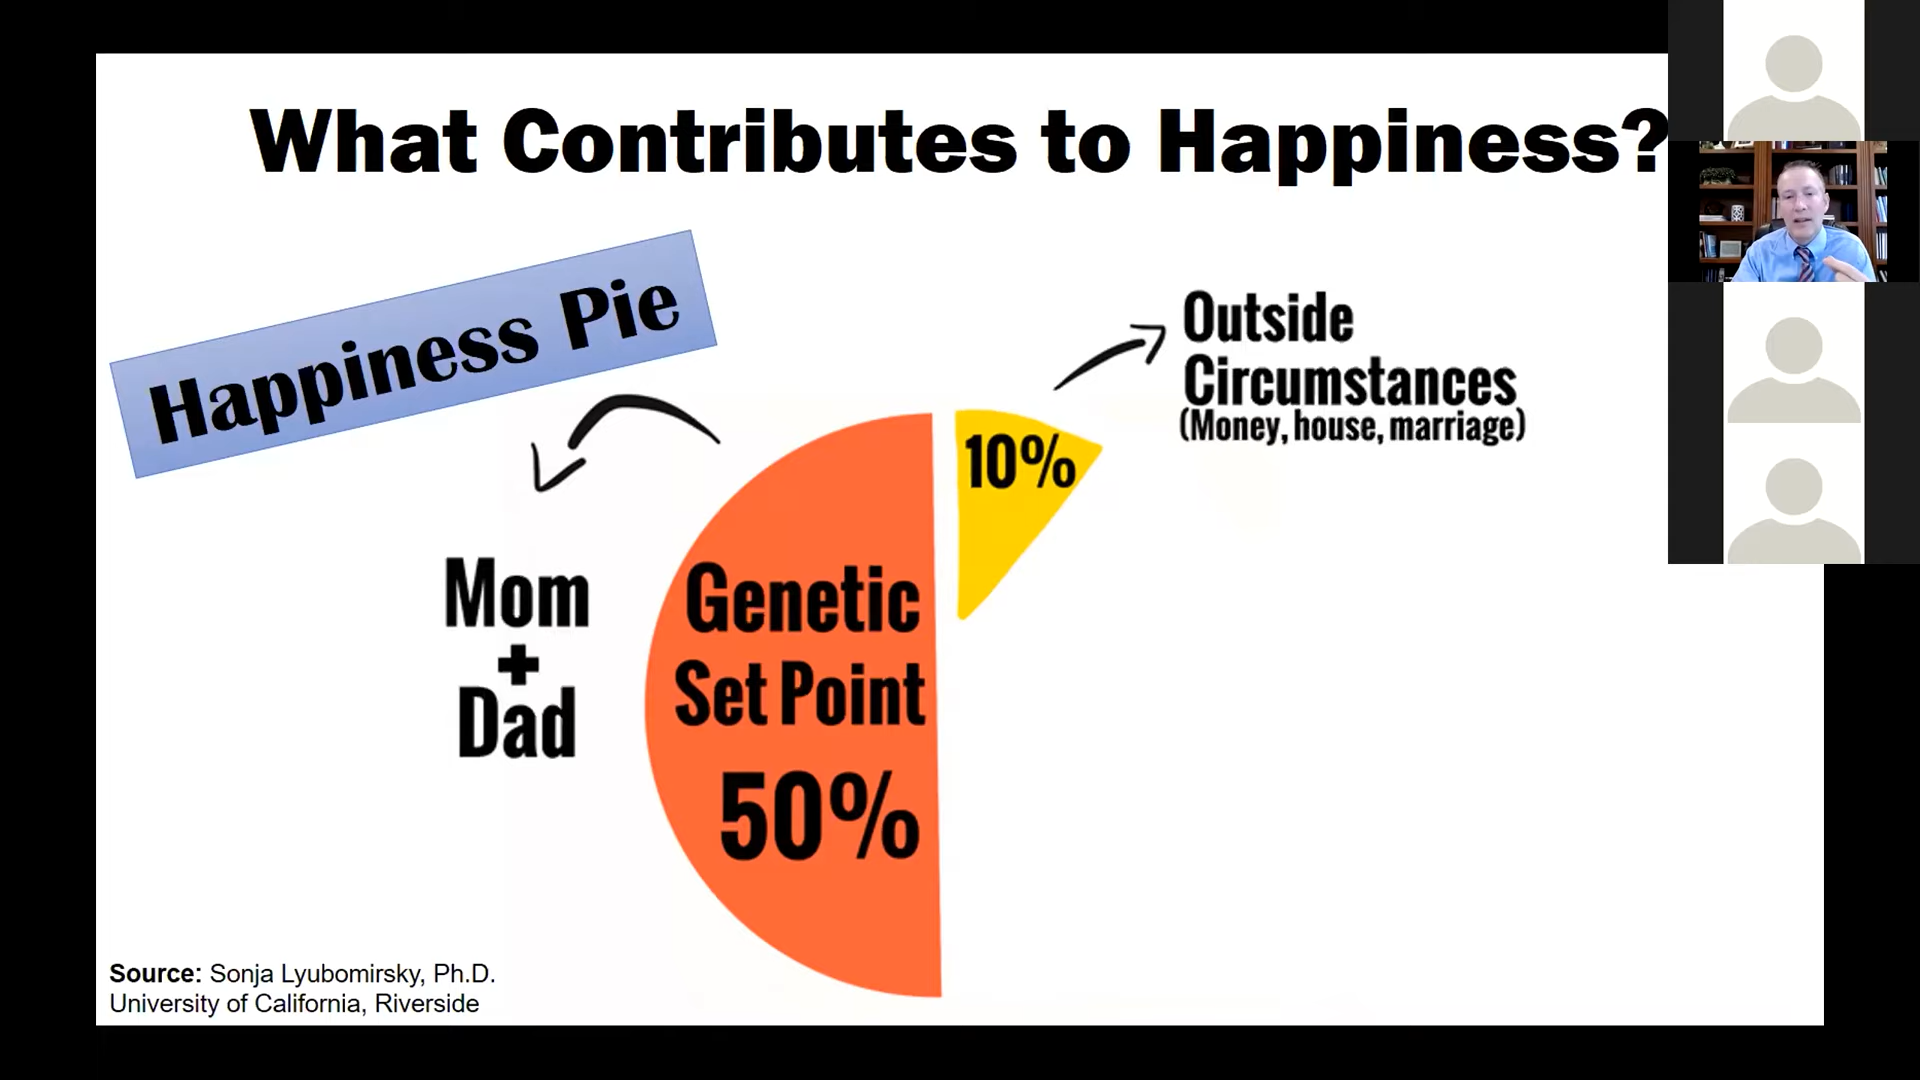 What Contributes to Happiness?
Happiness Pie
Outside
Circumstances
(Money, house, marriage)
10%
Mom
+
Dad
Genetic
Set Point
50%
Source: Sonja Lyubomirsky, Ph.D.
University of California, Riverside